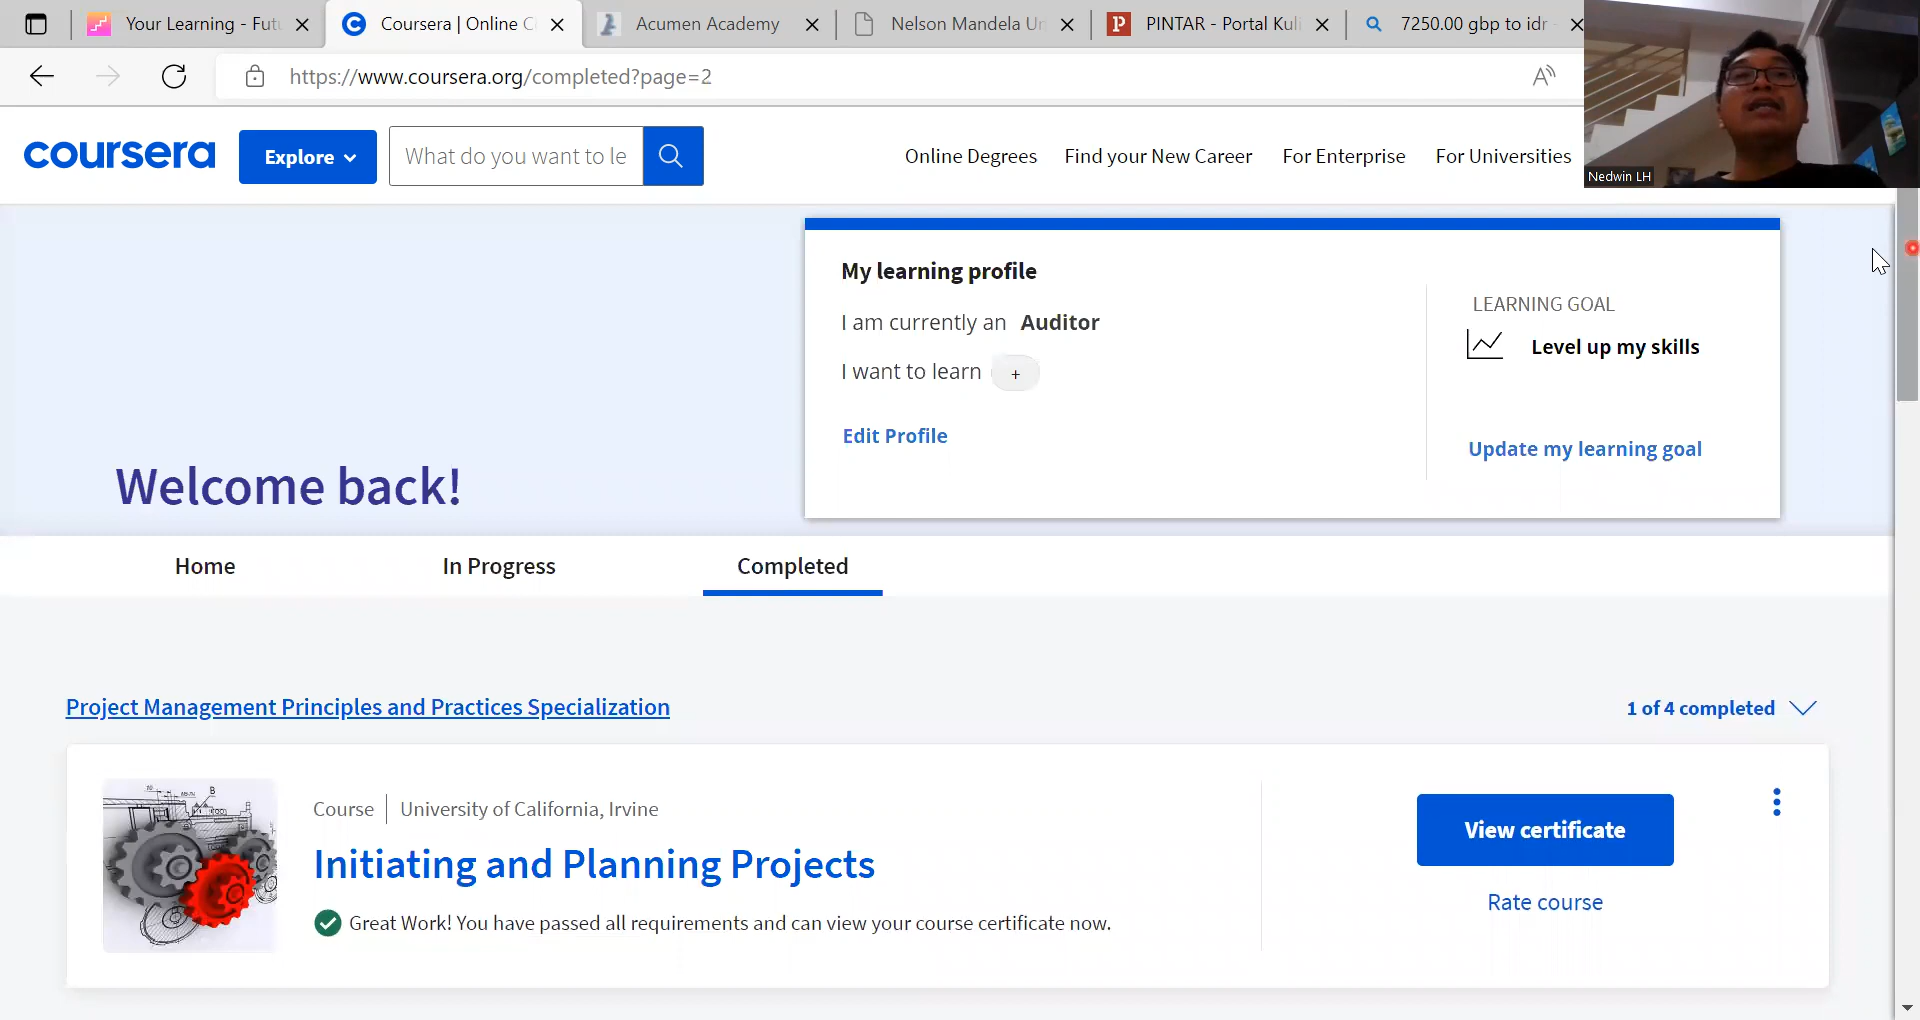 Your Learning - Futu
Coursera | Online C
Acumen Academy
Nelson Mandela Un
PINTAR - Portal Kuli
7250.00 gbp to idr -
https://www.coursera.org/completed?page=2
coursera
Explore
What do you want to le
Online Degrees
Find your New Career
For Enterprise
For Universities
Nedwin LH
My learning profile
I am currently an Auditor
I want to learn +
Edit Profile
LEARNING GOAL
Level up my skills
Update my learning goal
Welcome back!
Home
In Progress
Completed
Project Management Principles and Practices Specialization
1 of 4 completed
Course
University of California, Irvine
Initiating and Planning Projects
Great Work! You have passed all requirements and can view your course certificate now.
View certificate
Rate course